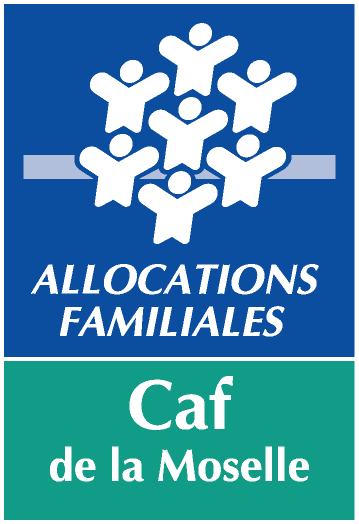 ALLOCATIONS
FAMILIALES
Caf
de la Moselle